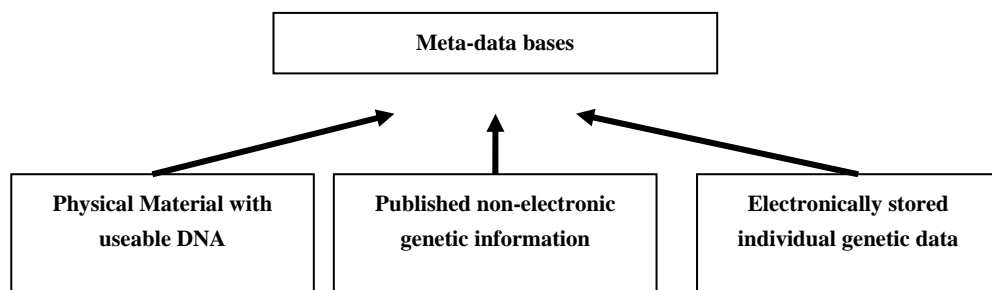 Meta-data bases
Physical Material with
useable DNA
Published non-electronic
genetic information
Electronically stored
individual genetic data